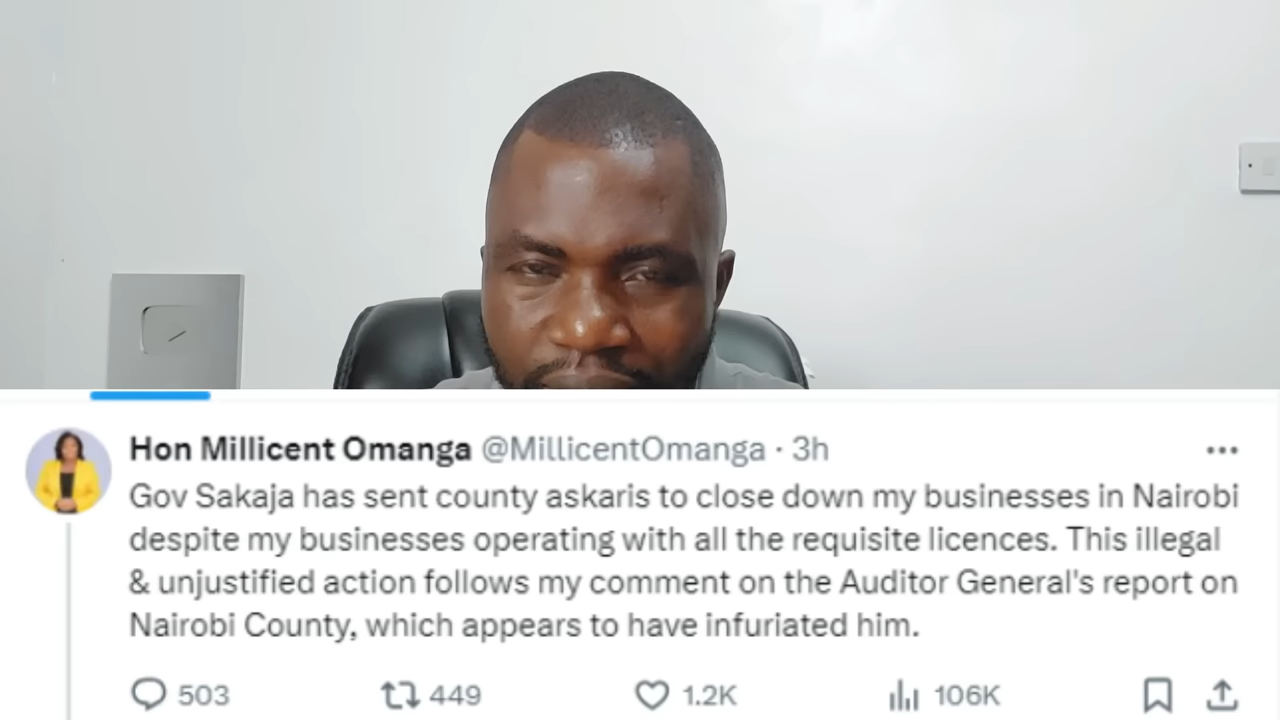 Hon Millicent Omanga @MillicentOmanga · 3h
Gov Sakaja has sent county askaris to close down my businesses in Nairobi
despite my businesses operating with all the requisite licences. This illegal
& unjustified action follows my comment on the Auditor General's report on
Nairobi County, which appears to have infuriated him.
503 449 1.2K 106K